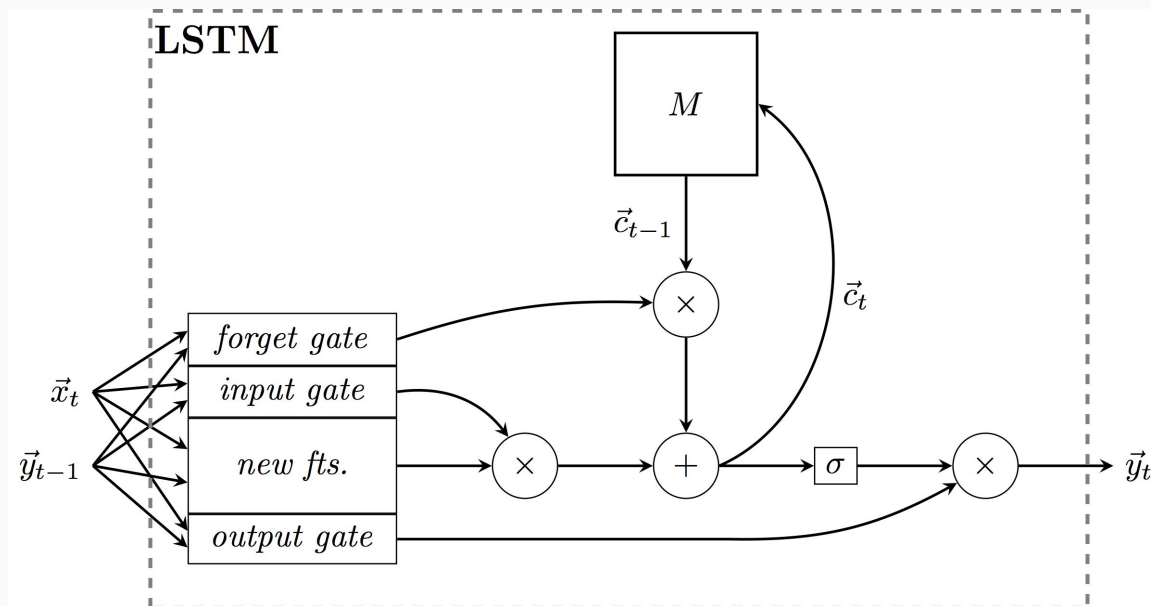 LSTM
M
c⃗ₜ₋₁
×
c⃗ₜ
forget gate
x⃗ₜ
input gate
y⃗ₜ₋₁
new fts.
×
+
σ
×
y⃗ₜ
output gate